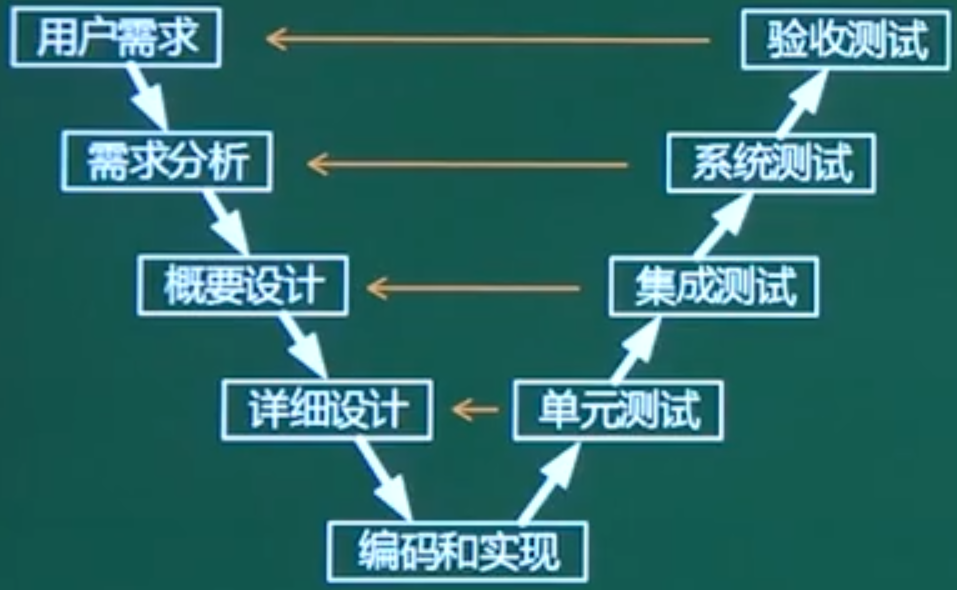 用户需求
验收测试
需求分析
系统测试
概要设计
集成测试
详细设计
单元测试
编码和实现